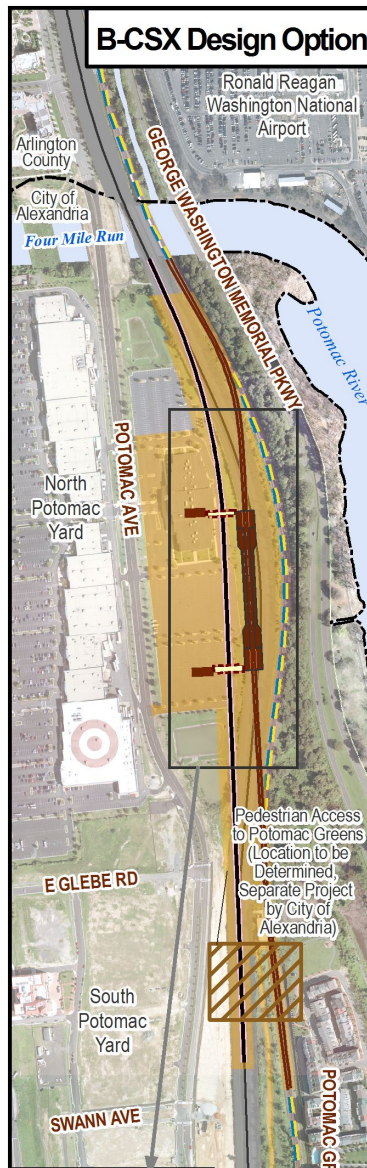 B-CSX Design Option
Ronald Reagan
Washington National
Airport
Arlington
County
City of
Alexandria
Four Mile Run
GEORGE WASHINGTON MEMORIAL PKWY
Potomac River
POTOMAC AVE
North
Potomac
Yard
Pedestrian Access
to Potomac Greens
(Location to be
Determined,
Separate Project
by City of
Alexandria)
E GLEBE RD
South
Potomac
Yard
SWANN AVE
POTOMAC GR